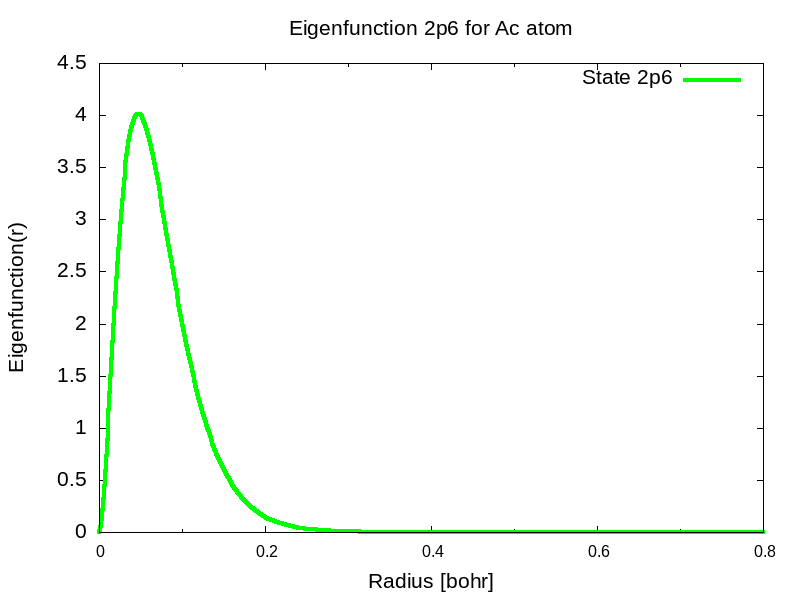 Eigenfunction 2p6 for Ac atom
State 2p6
4.5
4
3.5
3
2.5
2
1.5
1
0.5
0
Eigenfunction(r)
0 0.2 0.4 0.6 0.8
Radius [bohr]